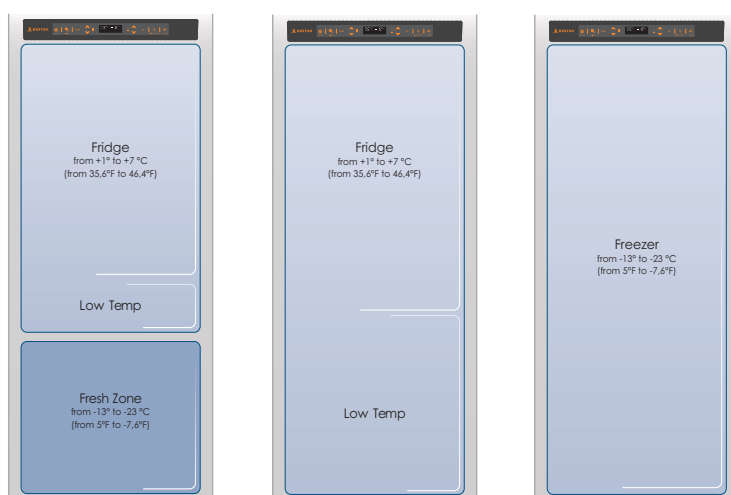 Fridge
from +1° to +7 °C
(from 35,6°F to 46,4°F)
Low Temp
Fresh Zone
from -13° to -23 °C
(from 5°F to -7,6°F)
Fridge
from +1° to +7 °C
(from 35,6°F to 46,4°F)
Low Temp
Freezer
from -13° to -23 °C
(from 5°F to -7,6°F)